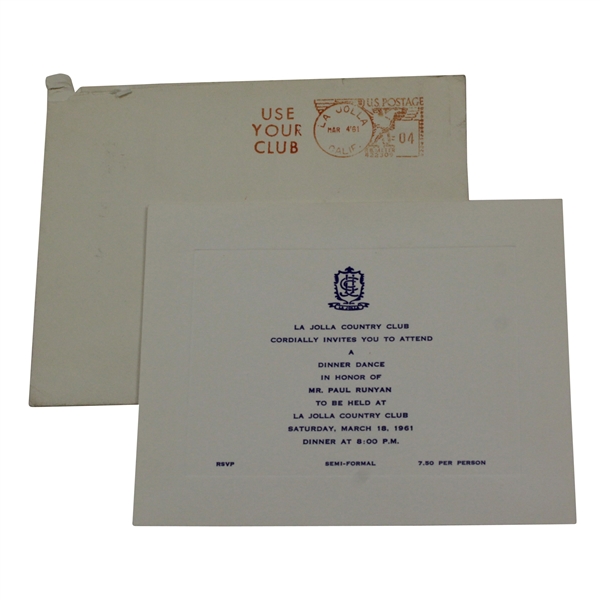 USE
YOUR
CLUB
LA JOLLA
MAR 4'61
CALIF.
U.S. POSTAGE
04
LA JOLLA
LA JOLLA COUNTRY CLUB
CORDIALLY INVITES YOU TO ATTEND
A
DINNER DANCE
IN HONOR OF
MR. PAUL RUNYAN
TO BE HELD AT
LA JOLLA COUNTRY CLUB
SATURDAY, MARCH 18, 1961
DINNER AT 8:00 P.M.
RSVP SEMI-FORMAL 7.50 PER PERSON